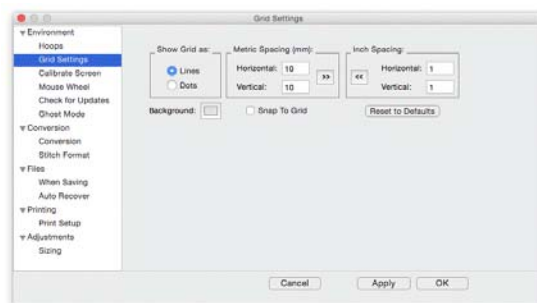 Grid Settings
Environment
Hoops
Grid Settings
Calibrate Screen
Mouse Wheel
Check for Updates
Ghost Mode
Conversion
Conversion
Stitch Format
Files
When Saving
Auto Recover
Printing
Print Setup
Adjustments
Sizing
Show Grid as:
Lines
Dots
Metric Spacing (mm):
Horizontal: 10
Vertical: 10
>>
Inch Spacing:
<<
Horizontal: 1
Vertical: 1
Background:
Snap To Grid
Reset to Defaults
Cancel
Apply
OK